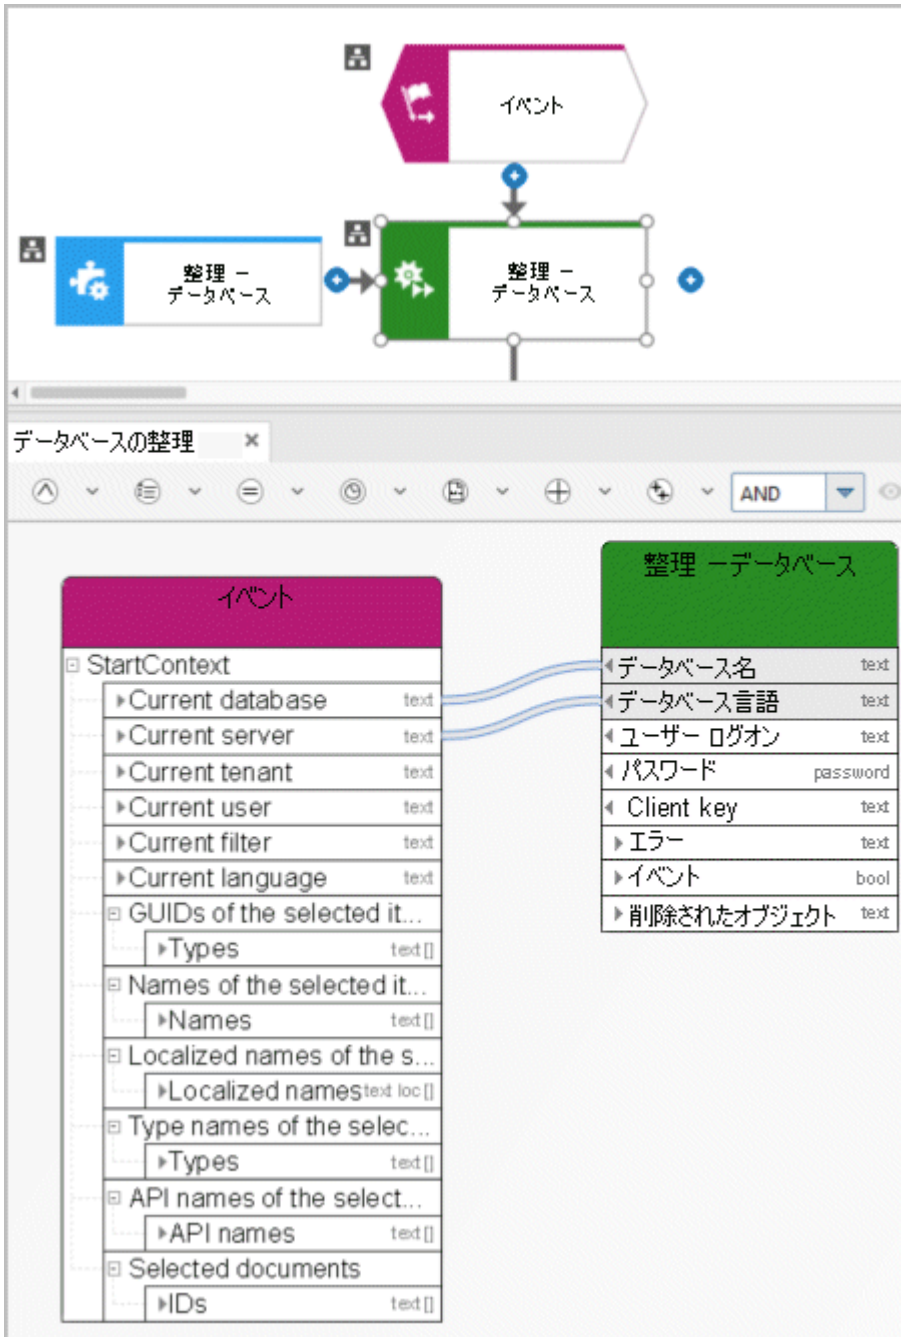 イベント
整理 －
データベース
整理 －
データベース
データベースの整理
AND
イベント
StartContext
Current database text
Current server text
Current tenant text
Current user text
Current filter text
Current language text
GUIDs of the selected it...
Types text[]
Names of the selected it...
Names text[]
Localized names of the s...
Localized names text loc[]
Type names of the selec...
Types text[]
API names of the select...
API names text[]
Selected documents
IDs text[]
整理 －データベース
データベース名 text
データベース言語 text
ユーザー ログオン text
パスワード password
Client key text
エラー text
イベント bool
削除されたオブジェクト text